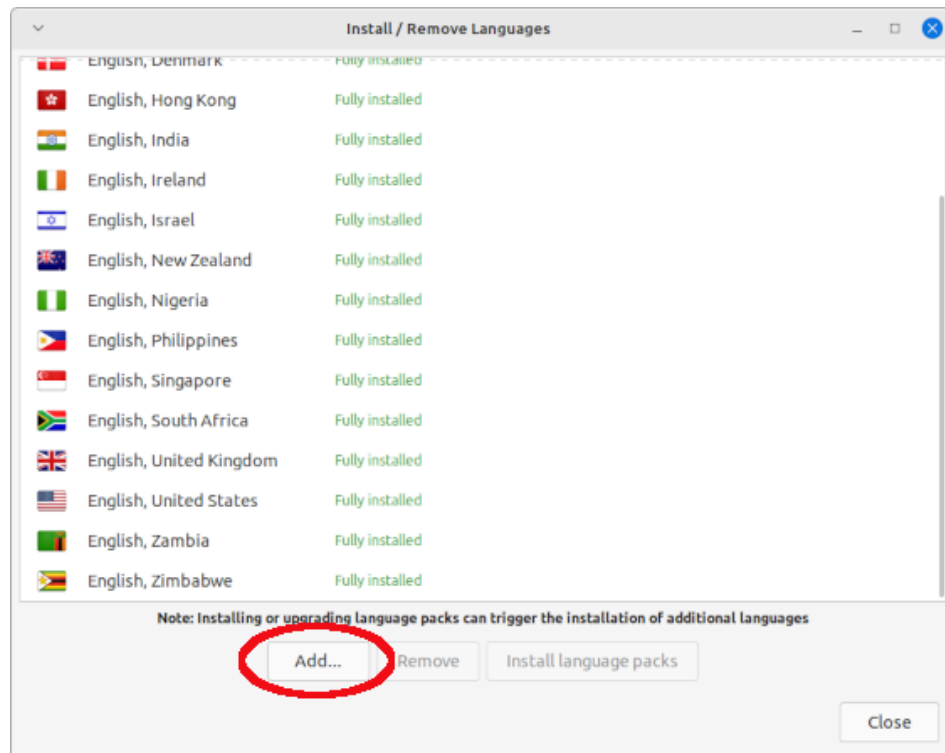 Install / Remove Languages
English, Denmark Fully installed
English, Hong Kong Fully installed
English, India Fully installed
English, Ireland Fully installed
English, Israel Fully installed
English, New Zealand Fully installed
English, Nigeria Fully installed
English, Philippines Fully installed
English, Singapore Fully installed
English, South Africa Fully installed
English, United Kingdom Fully installed
English, United States Fully installed
English, Zambia Fully installed
English, Zimbabwe Fully installed
Note: Installing or upgrading language packs can trigger the installation of additional languages
Add... Remove Install language packs
Close